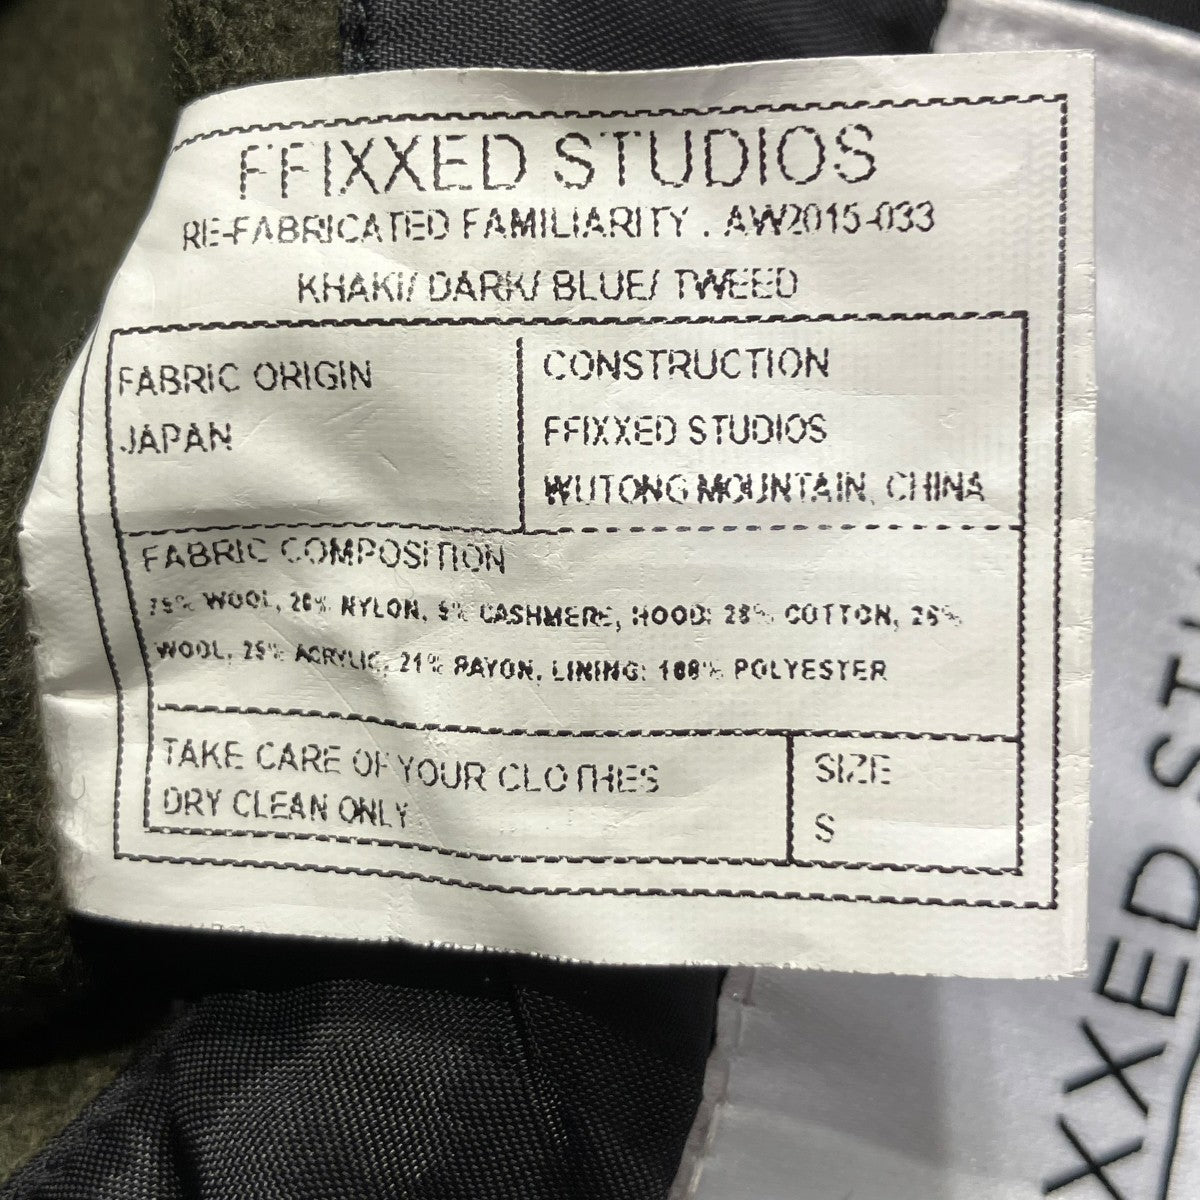 FFIXXED STUDIOS
RE-FABRICATED FAMILIARITY . AW2015-033
KHAKI/ DARK/ BLUE/ TWEED
FABRIC ORIGIN
JAPAN
CONSTRUCTION
FFIXXED STUDIOS
WUTONG MOUNTAIN, CHINA
FABRIC COMPOSITION
75% WOOL, 20% NYLON, 5% CASHMERE, HOOD: 28% COTTON, 26%
WOOL, 25% ACRYLIC, 21% RAYON, LINING: 100% POLYESTER
TAKE CARE OF YOUR CLOTHES
DRY CLEAN ONLY
SIZE
S
XXED STU